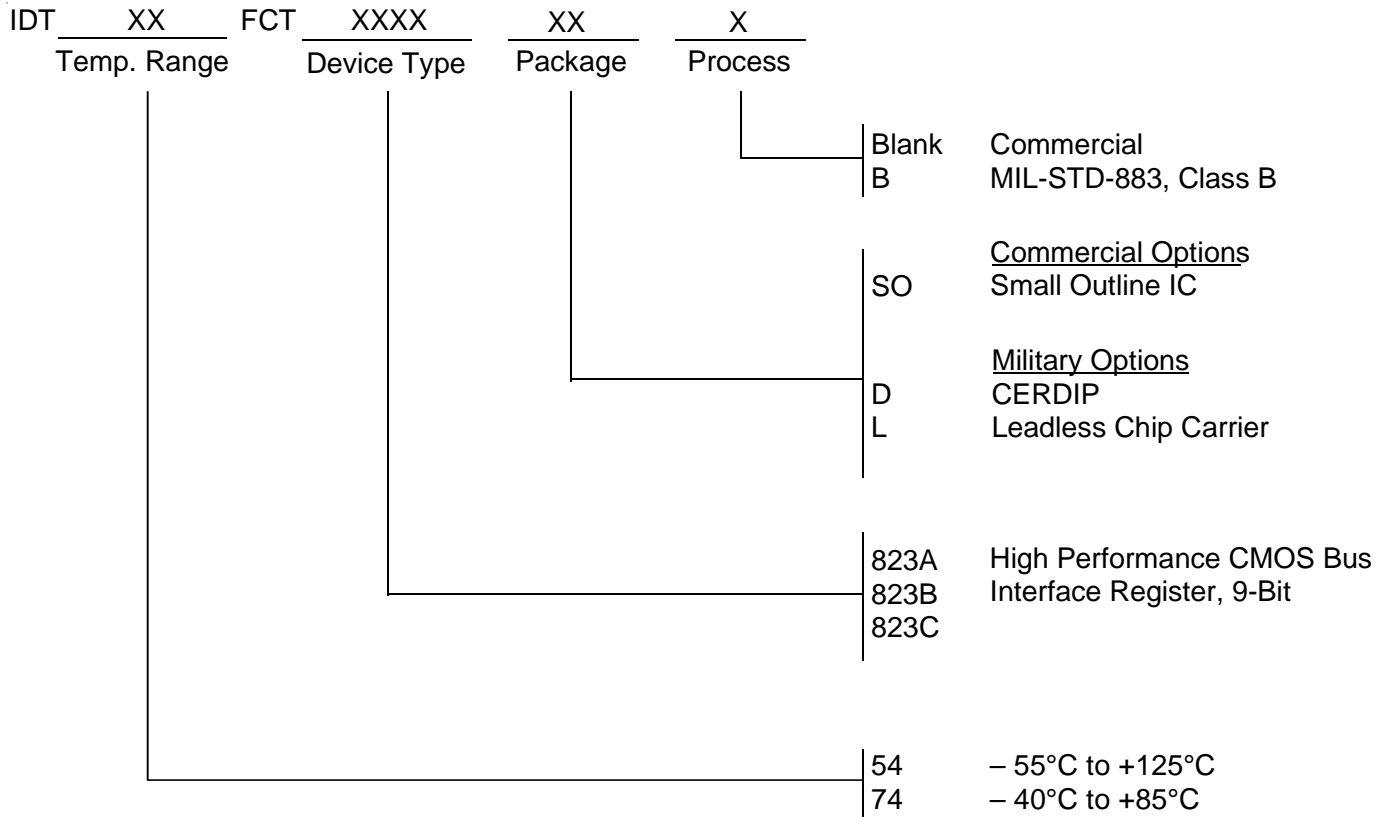 IDT XX FCT XXXX XX X
Temp. Range Device Type Package Process
Blank Commercial
B MIL-STD-883, Class B
Commercial Options
SO Small Outline IC
Military Options
D CERDIP
L Leadless Chip Carrier
823A High Performance CMOS Bus
823B Interface Register, 9-Bit
823C
54 – 55°C to +125°C
74 – 40°C to +85°C